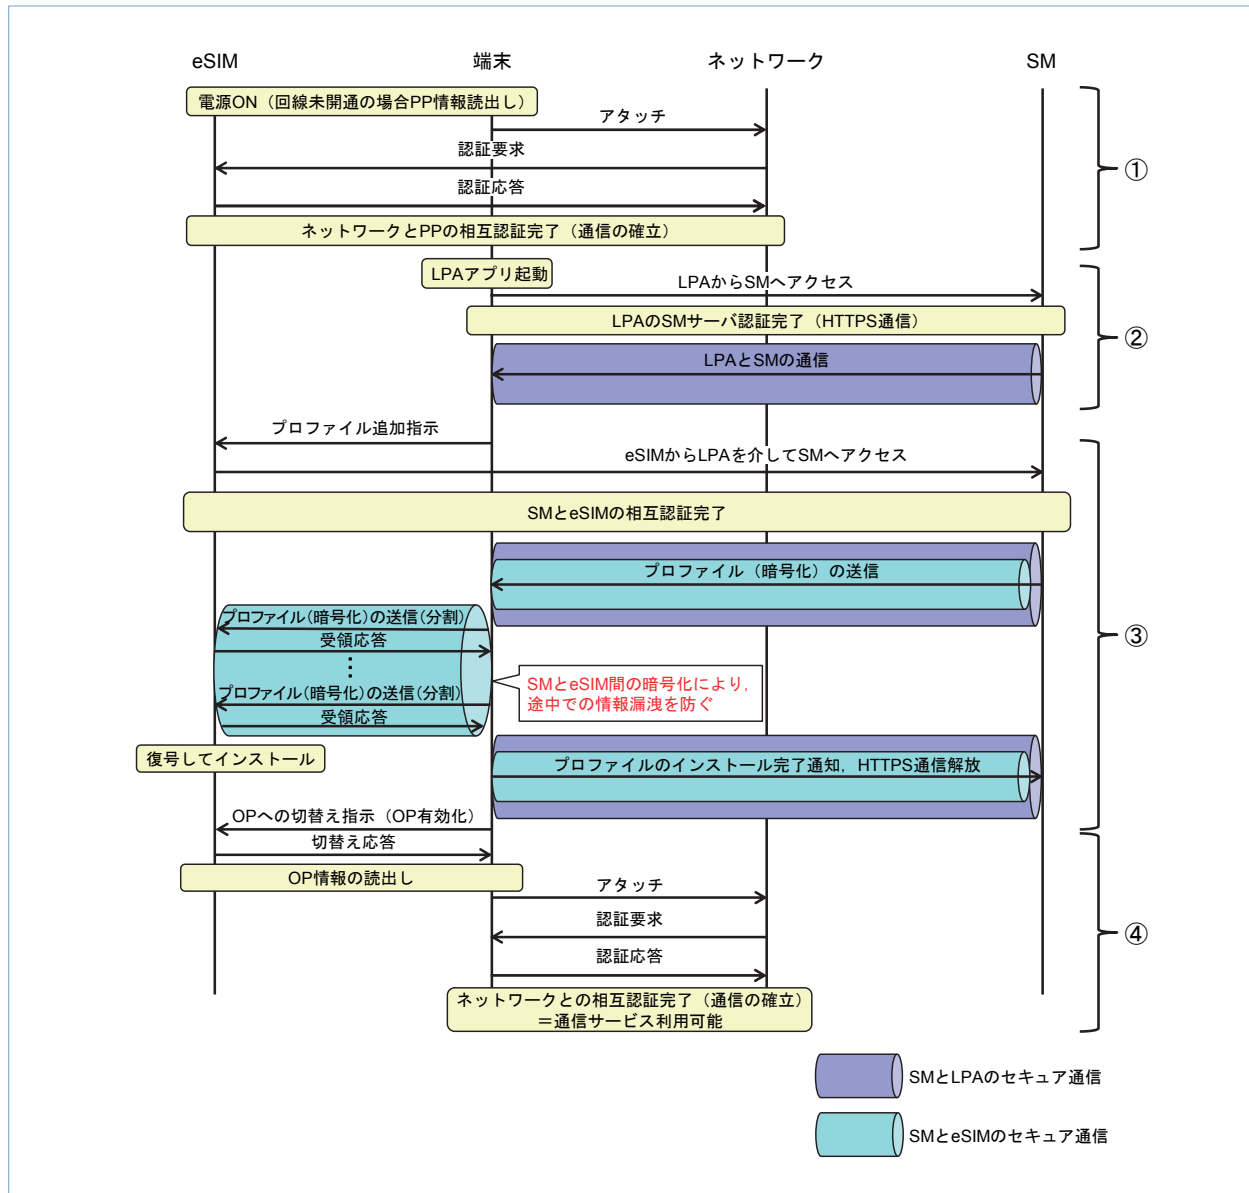 eSIM
端末
ネットワーク
SM
電源ON（回線未開通の場合PP情報読出し）
アタッチ
認証要求
①
認証応答
ネットワークとPPの相互認証完了（通信の確立）
LPAアプリ起動
LPAからSMへアクセス
LPAのSMサーバ認証完了（HTTPS通信）
②
LPAとSMの通信
プロファイル追加指示
eSIMからLPAを介してSMへアクセス
SMとeSIMの相互認証完了
プロファイル（暗号化）の送信
プロファイル（暗号化）の送信（分割）
受領応答
③
プロファイル（暗号化）の送信（分割）
受領応答
SMとeSIM間の暗号化により，
途中での情報漏洩を防ぐ
復号してインストール
プロファイルのインストール完了通知，HTTPS通信解放
OPへの切替え指示（OP有効化）
切替え応答
OP情報の読出し
アタッチ
認証要求
④
認証応答
ネットワークとの相互認証完了（通信の確立）
＝通信サービス利用可能
SMとLPAのセキュア通信
SMとeSIMのセキュア通信